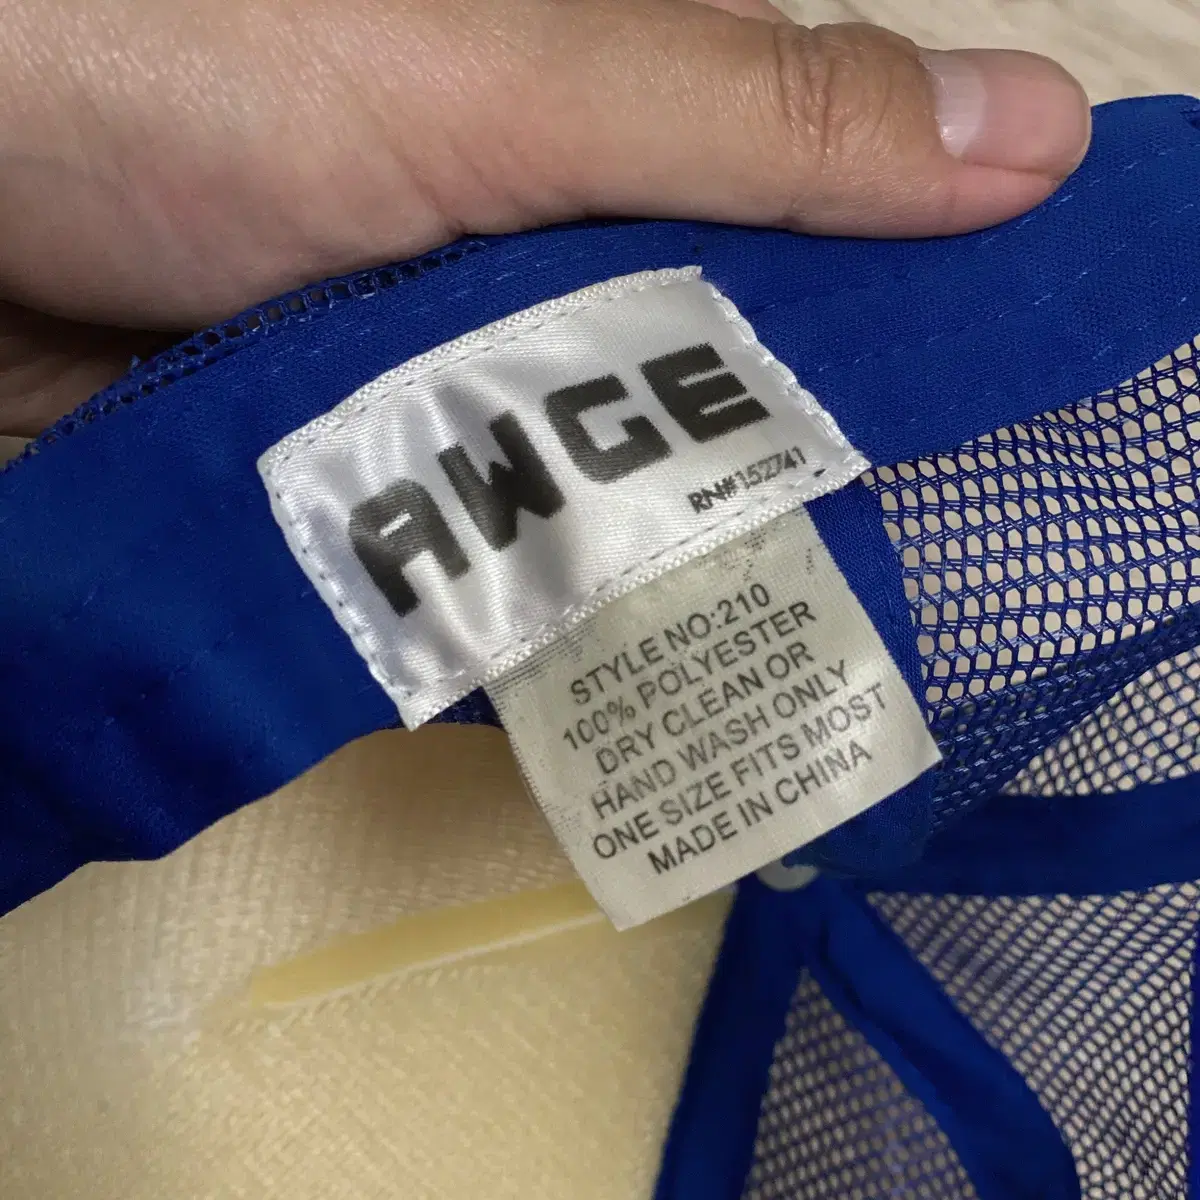 AWGE
RN#152741
STYLE NO:210
100% POLYESTER
DRY CLEAN OR
HAND WASH ONLY
ONE SIZE FITS MOST
MADE IN CHINA